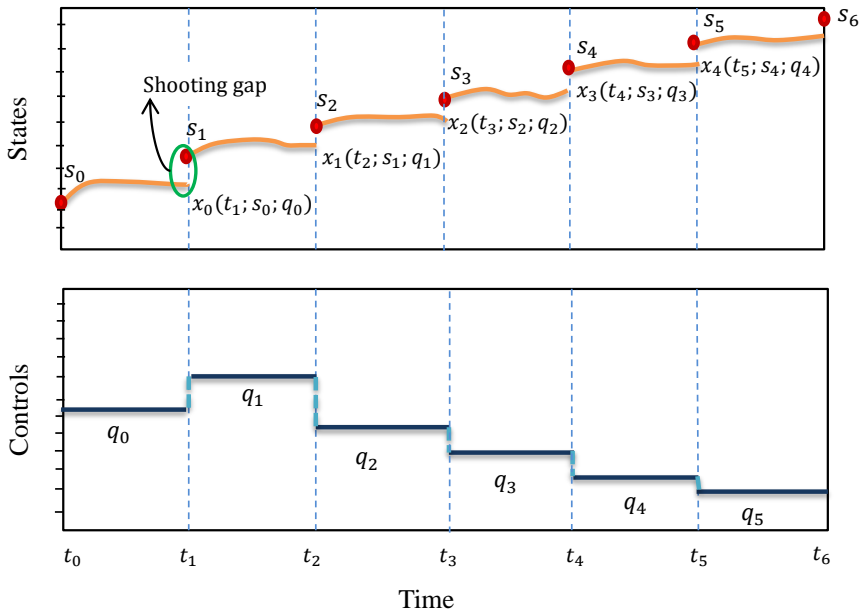 States
Shooting gap
s₀
s₁
s₂
s₃
s₄
s₅
s₆
x₀(t₁; s₀; q₀)
x₁(t₂; s₁; q₁)
x₂(t₃; s₂; q₂)
x₃(t₄; s₃; q₃)
x₄(t₅; s₄; q₄)
Controls
q₀
q₁
q₂
q₃
q₄
q₅
t₀ t₁ t₂ t₃ t₄ t₅ t₆
Time